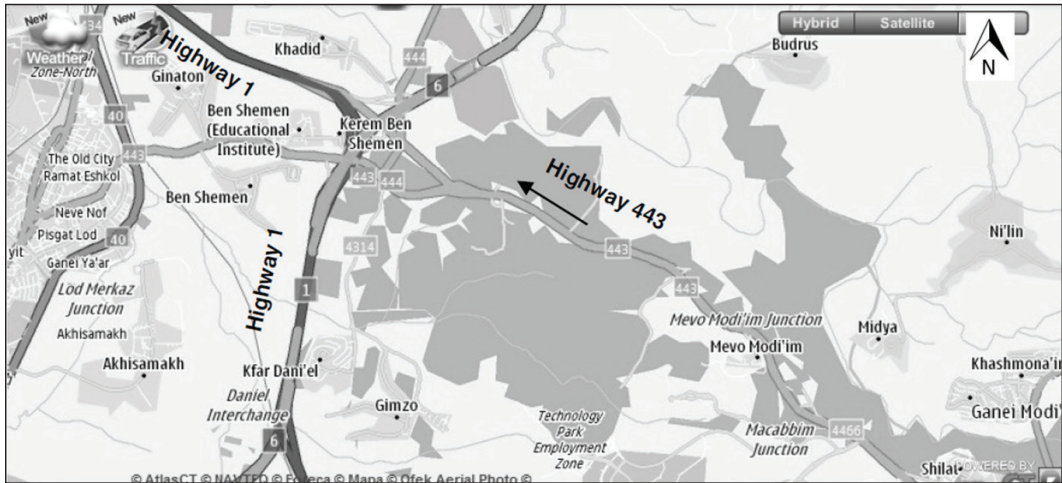 New
Weather
New
Traffic
434
Hybrid
Satellite
N
Zone-North
Highway 1
Khadid
444
6
Budrus
Ginaton
40
Ben Shemen
(Educational
Institute)
Kerem Ben
Shemen
443
The Old City
Ramat Eshkol
443
444
Highway 443
Ben Shemen
Neve Nof
Pisgat Lod
40
Ganei Ya'ar
Highway 1
4314
443
Ni'lin
1
443
Lod Merkaz
Junction
Mevo Modi'im Junction
Midya
Akhisamakh
Mevo Modi'im
Akhisamakh
Kfar Dani'el
Khashmona'im
Daniel
Interchange
Gimzo
Ganei Modi'
Technology
Park
Employment
Zone
Macabbim
Junction
4466
6
Shilat
POWERED BY
© AtlasCT © NAVTEQ © Foreca © Mapa © Ofek Aerial Photo ©